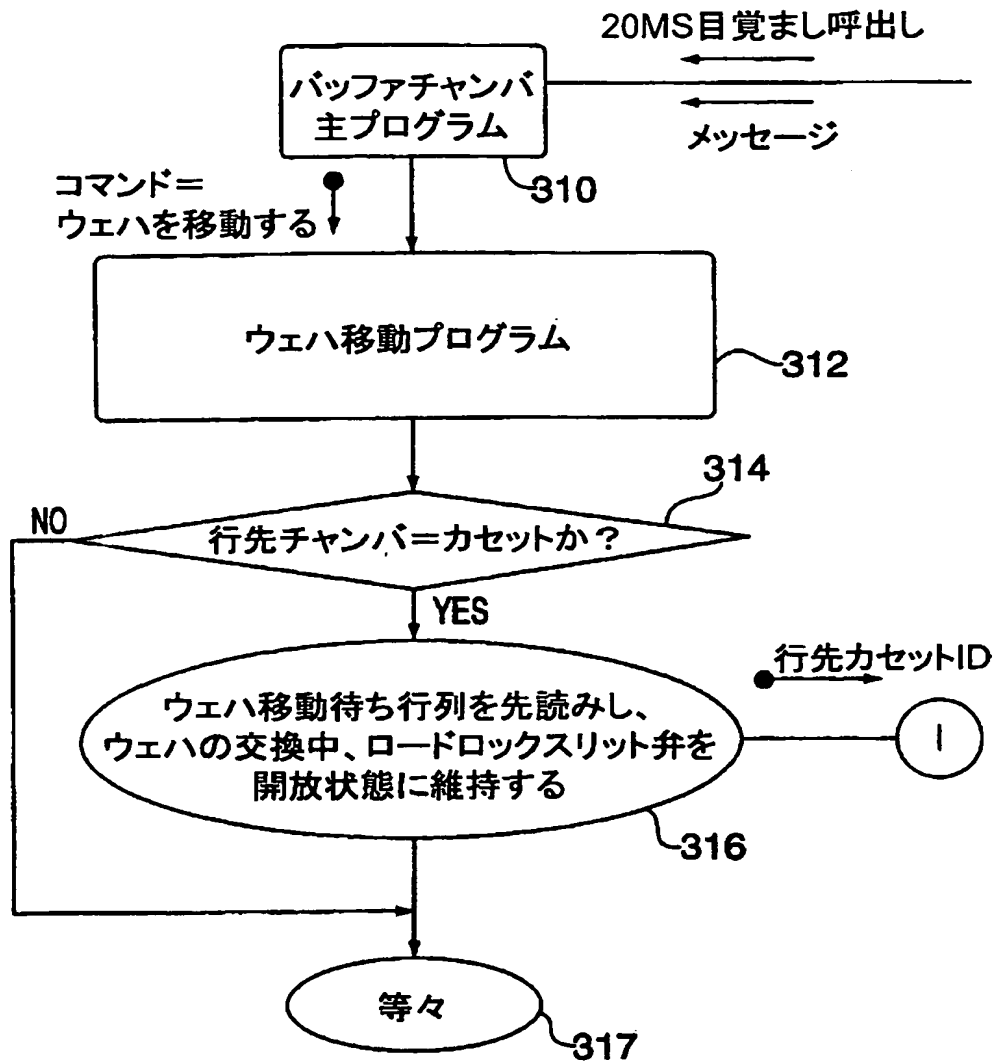 20MS目覚まし呼出し
バッファチャンバ
主プログラム
メッセージ
310
コマンド＝
ウェハを移動する
ウェハ移動プログラム
312
314
NO
行先チャンバ＝カセットか？
YES
行先カセットID
ウェハ移動待ち行列を先読みし、
ウェハの交換中、ロードロックスリット弁を
開放状態に維持する
I
316
等々
317